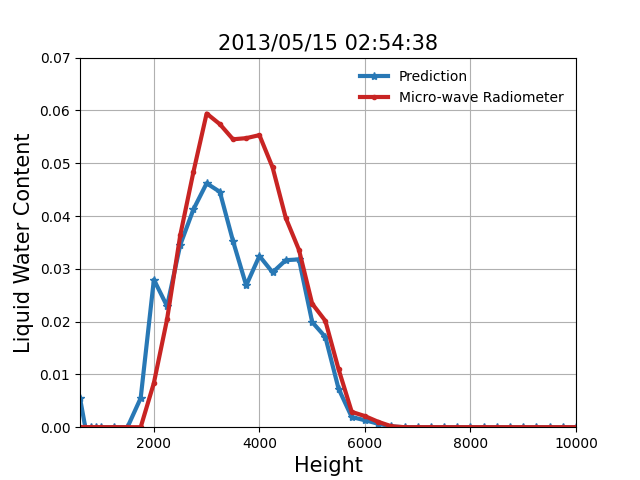 2013/05/15 02:54:38
0.07
0.06
0.05
0.04
0.03
0.02
0.01
0.00
Liquid Water Content
Prediction
Micro-wave Radiometer
2000 4000 6000 8000 10000
Height